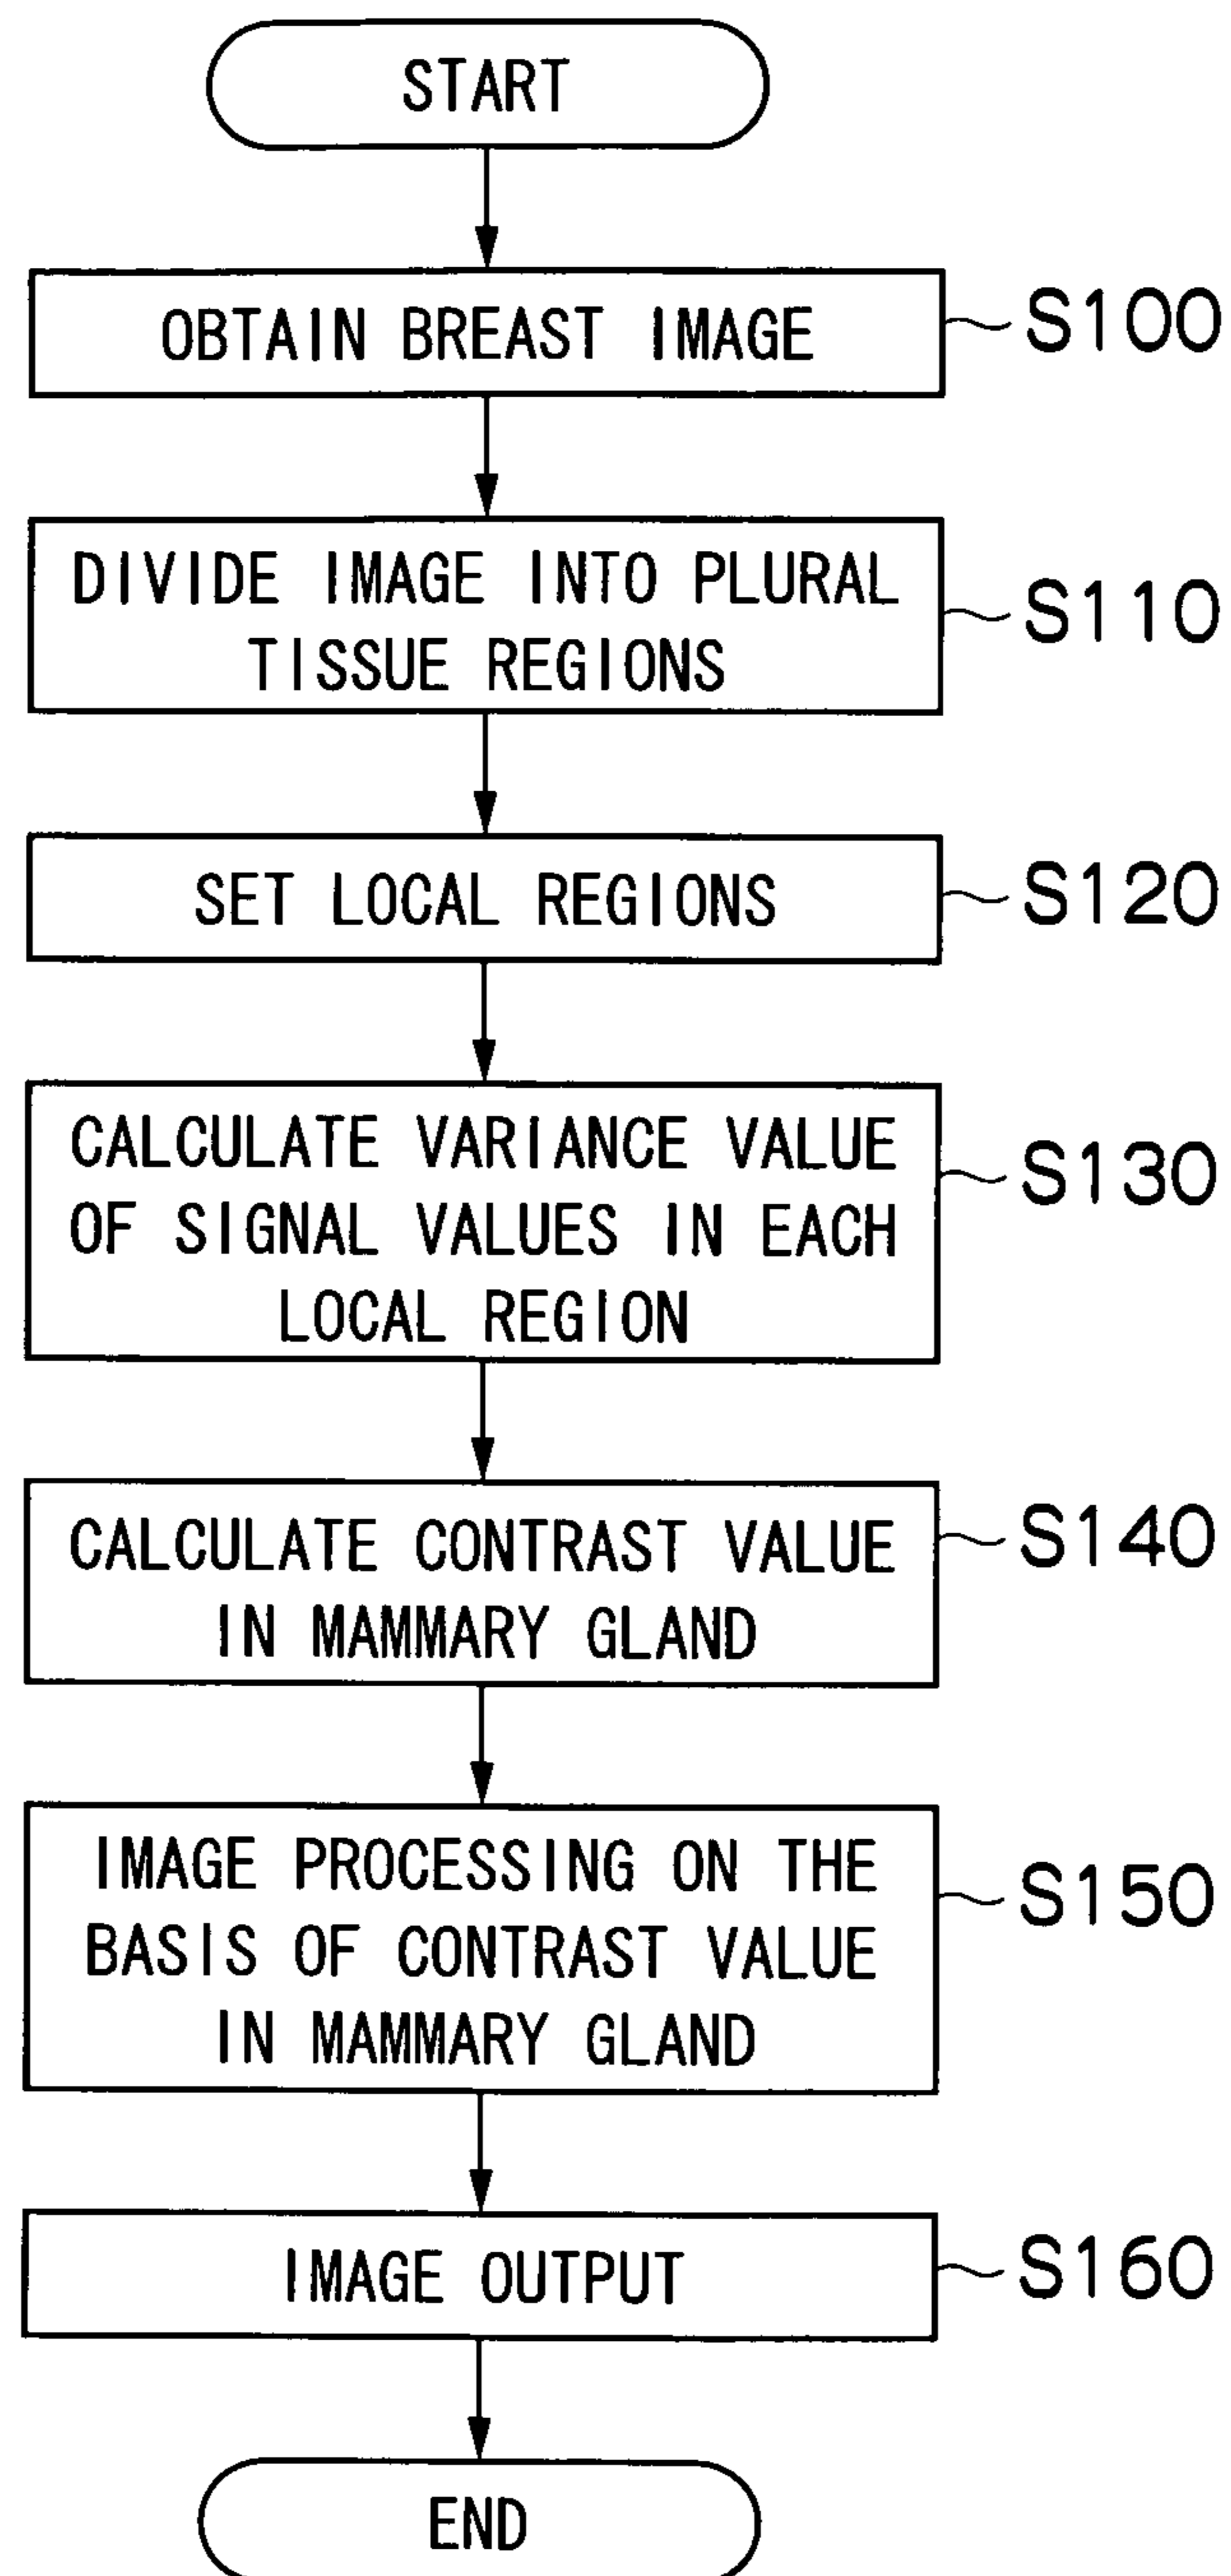 START
OBTAIN BREAST IMAGE
S100
DIVIDE IMAGE INTO PLURAL
TISSUE REGIONS
S110
SET LOCAL REGIONS
S120
CALCULATE VARIANCE VALUE
OF SIGNAL VALUES IN EACH
LOCAL REGION
S130
CALCULATE CONTRAST VALUE
IN MAMMARY GLAND
S140
IMAGE PROCESSING ON THE
BASIS OF CONTRAST VALUE
IN MAMMARY GLAND
S150
IMAGE OUTPUT
S160
END